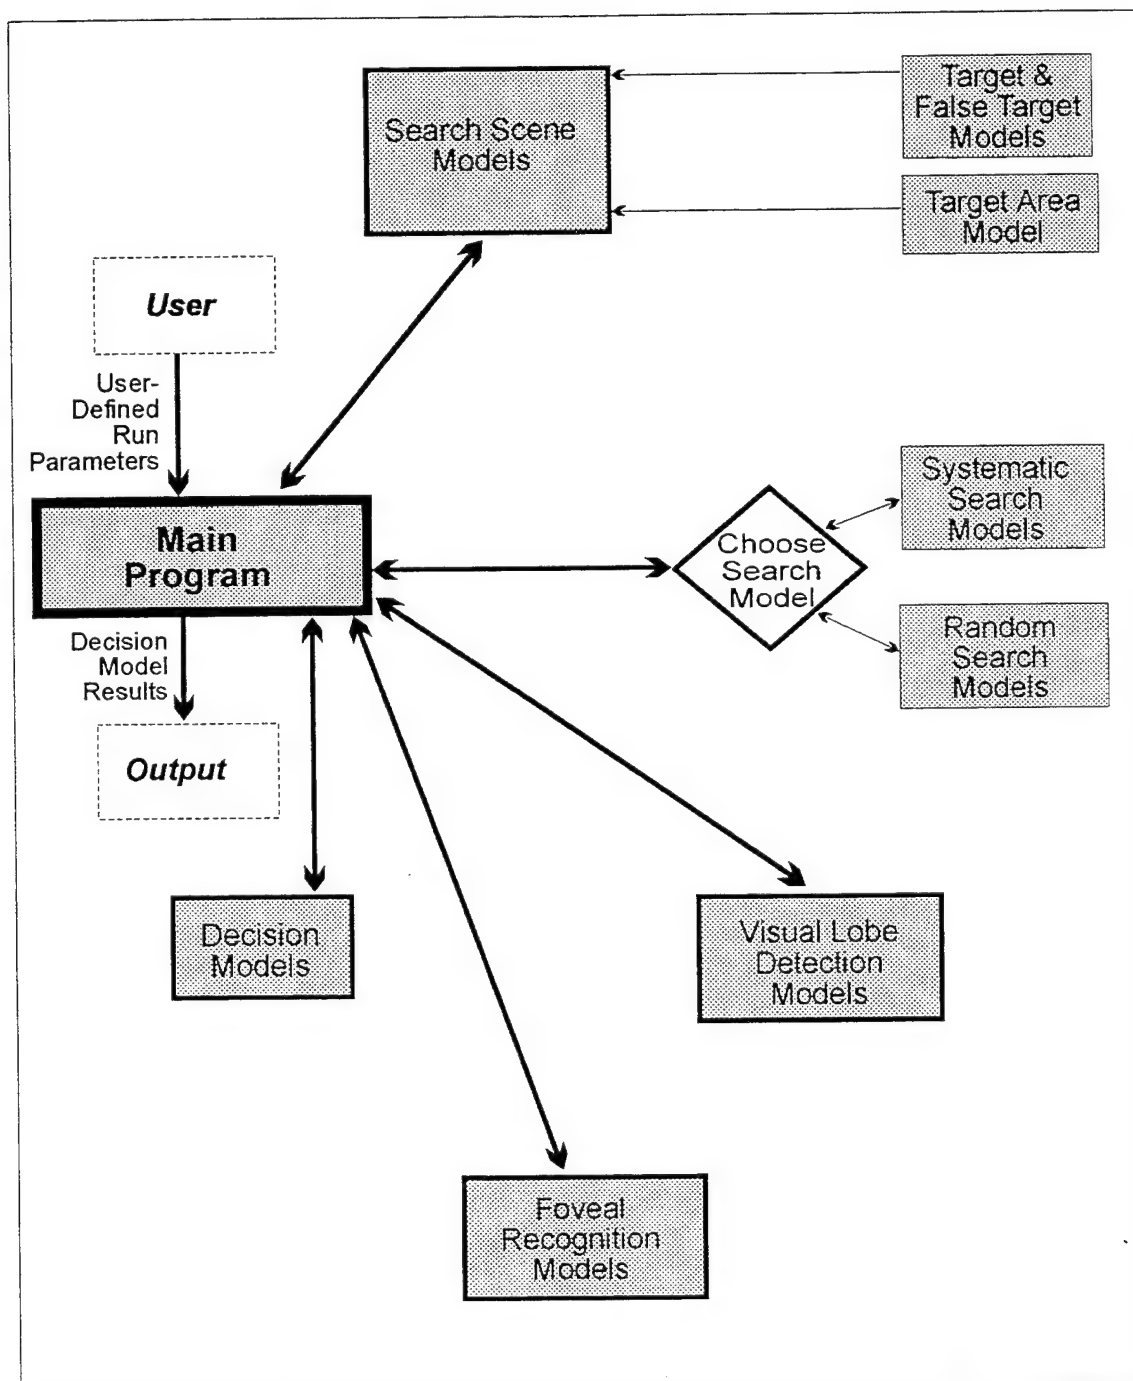 Search Scene
Models
Target &
False Target
Models
Target Area
Model
User
User-
Defined
Run
Parameters
Main
Program
Choose
Search
Model
Systematic
Search
Models
Random
Search
Models
Decision
Model
Results
Output
Decision
Models
Visual Lobe
Detection
Models
Foveal
Recognition
Models